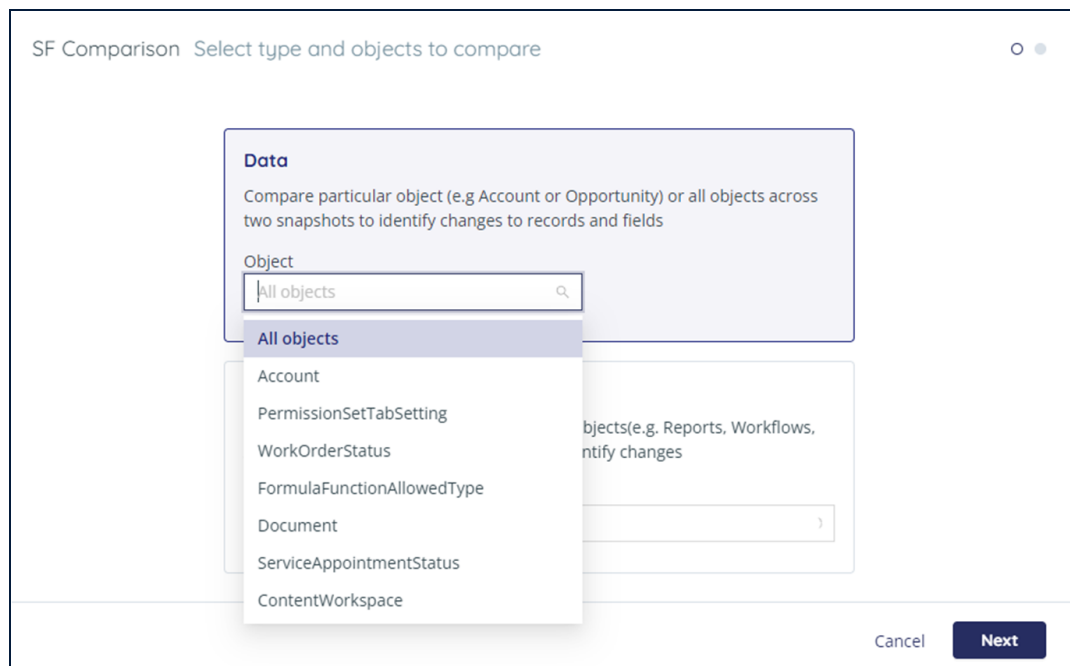 SF Comparison Select type and objects to compare
Data
Compare particular object (e.g Account or Opportunity) or all objects across
two snapshots to identify changes to records and fields
Object
All objects
All objects
Account
PermissionSetTabSetting
WorkOrderStatus
FormulaFunctionAllowedType
Document
ServiceAppointmentStatus
ContentWorkspace
bjects(e.g. Reports, Workflows,
ntify changes
Cancel
Next